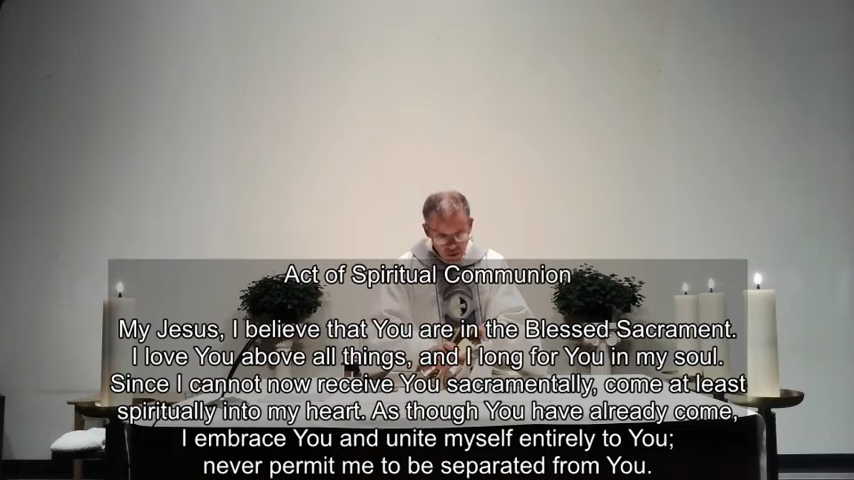 Act of Spiritual Communion
My Jesus, I believe that You are in the Blessed Sacrament.
I love You above all things, and I long for You in my soul.
Since I cannot now receive You sacramentally, come at least
spiritually into my heart. As though You have already come,
I embrace You and unite myself entirely to You;
never permit me to be separated from You.